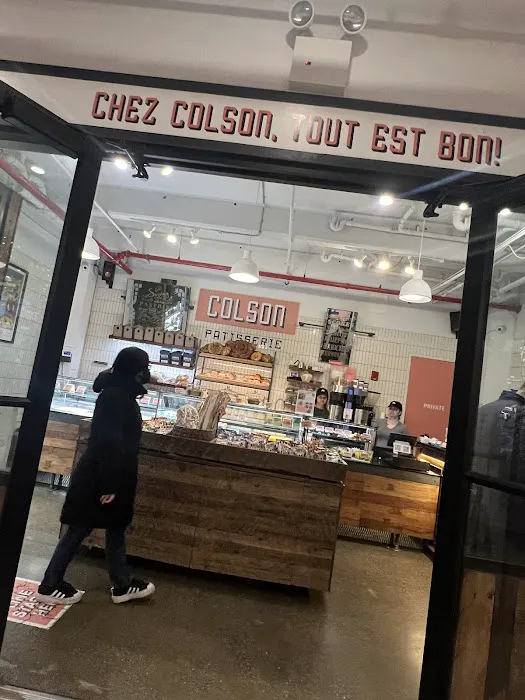 CHEZ COLSON, TOUT EST BON!
COLSON
PATISSERIE
PRIVATE